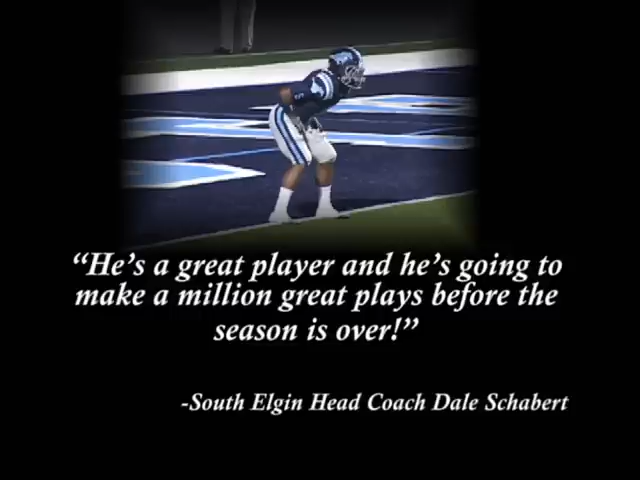 “He’s a great player and he’s going to
make a million great plays before the
season is over!”
-South Elgin Head Coach Dale Schabert